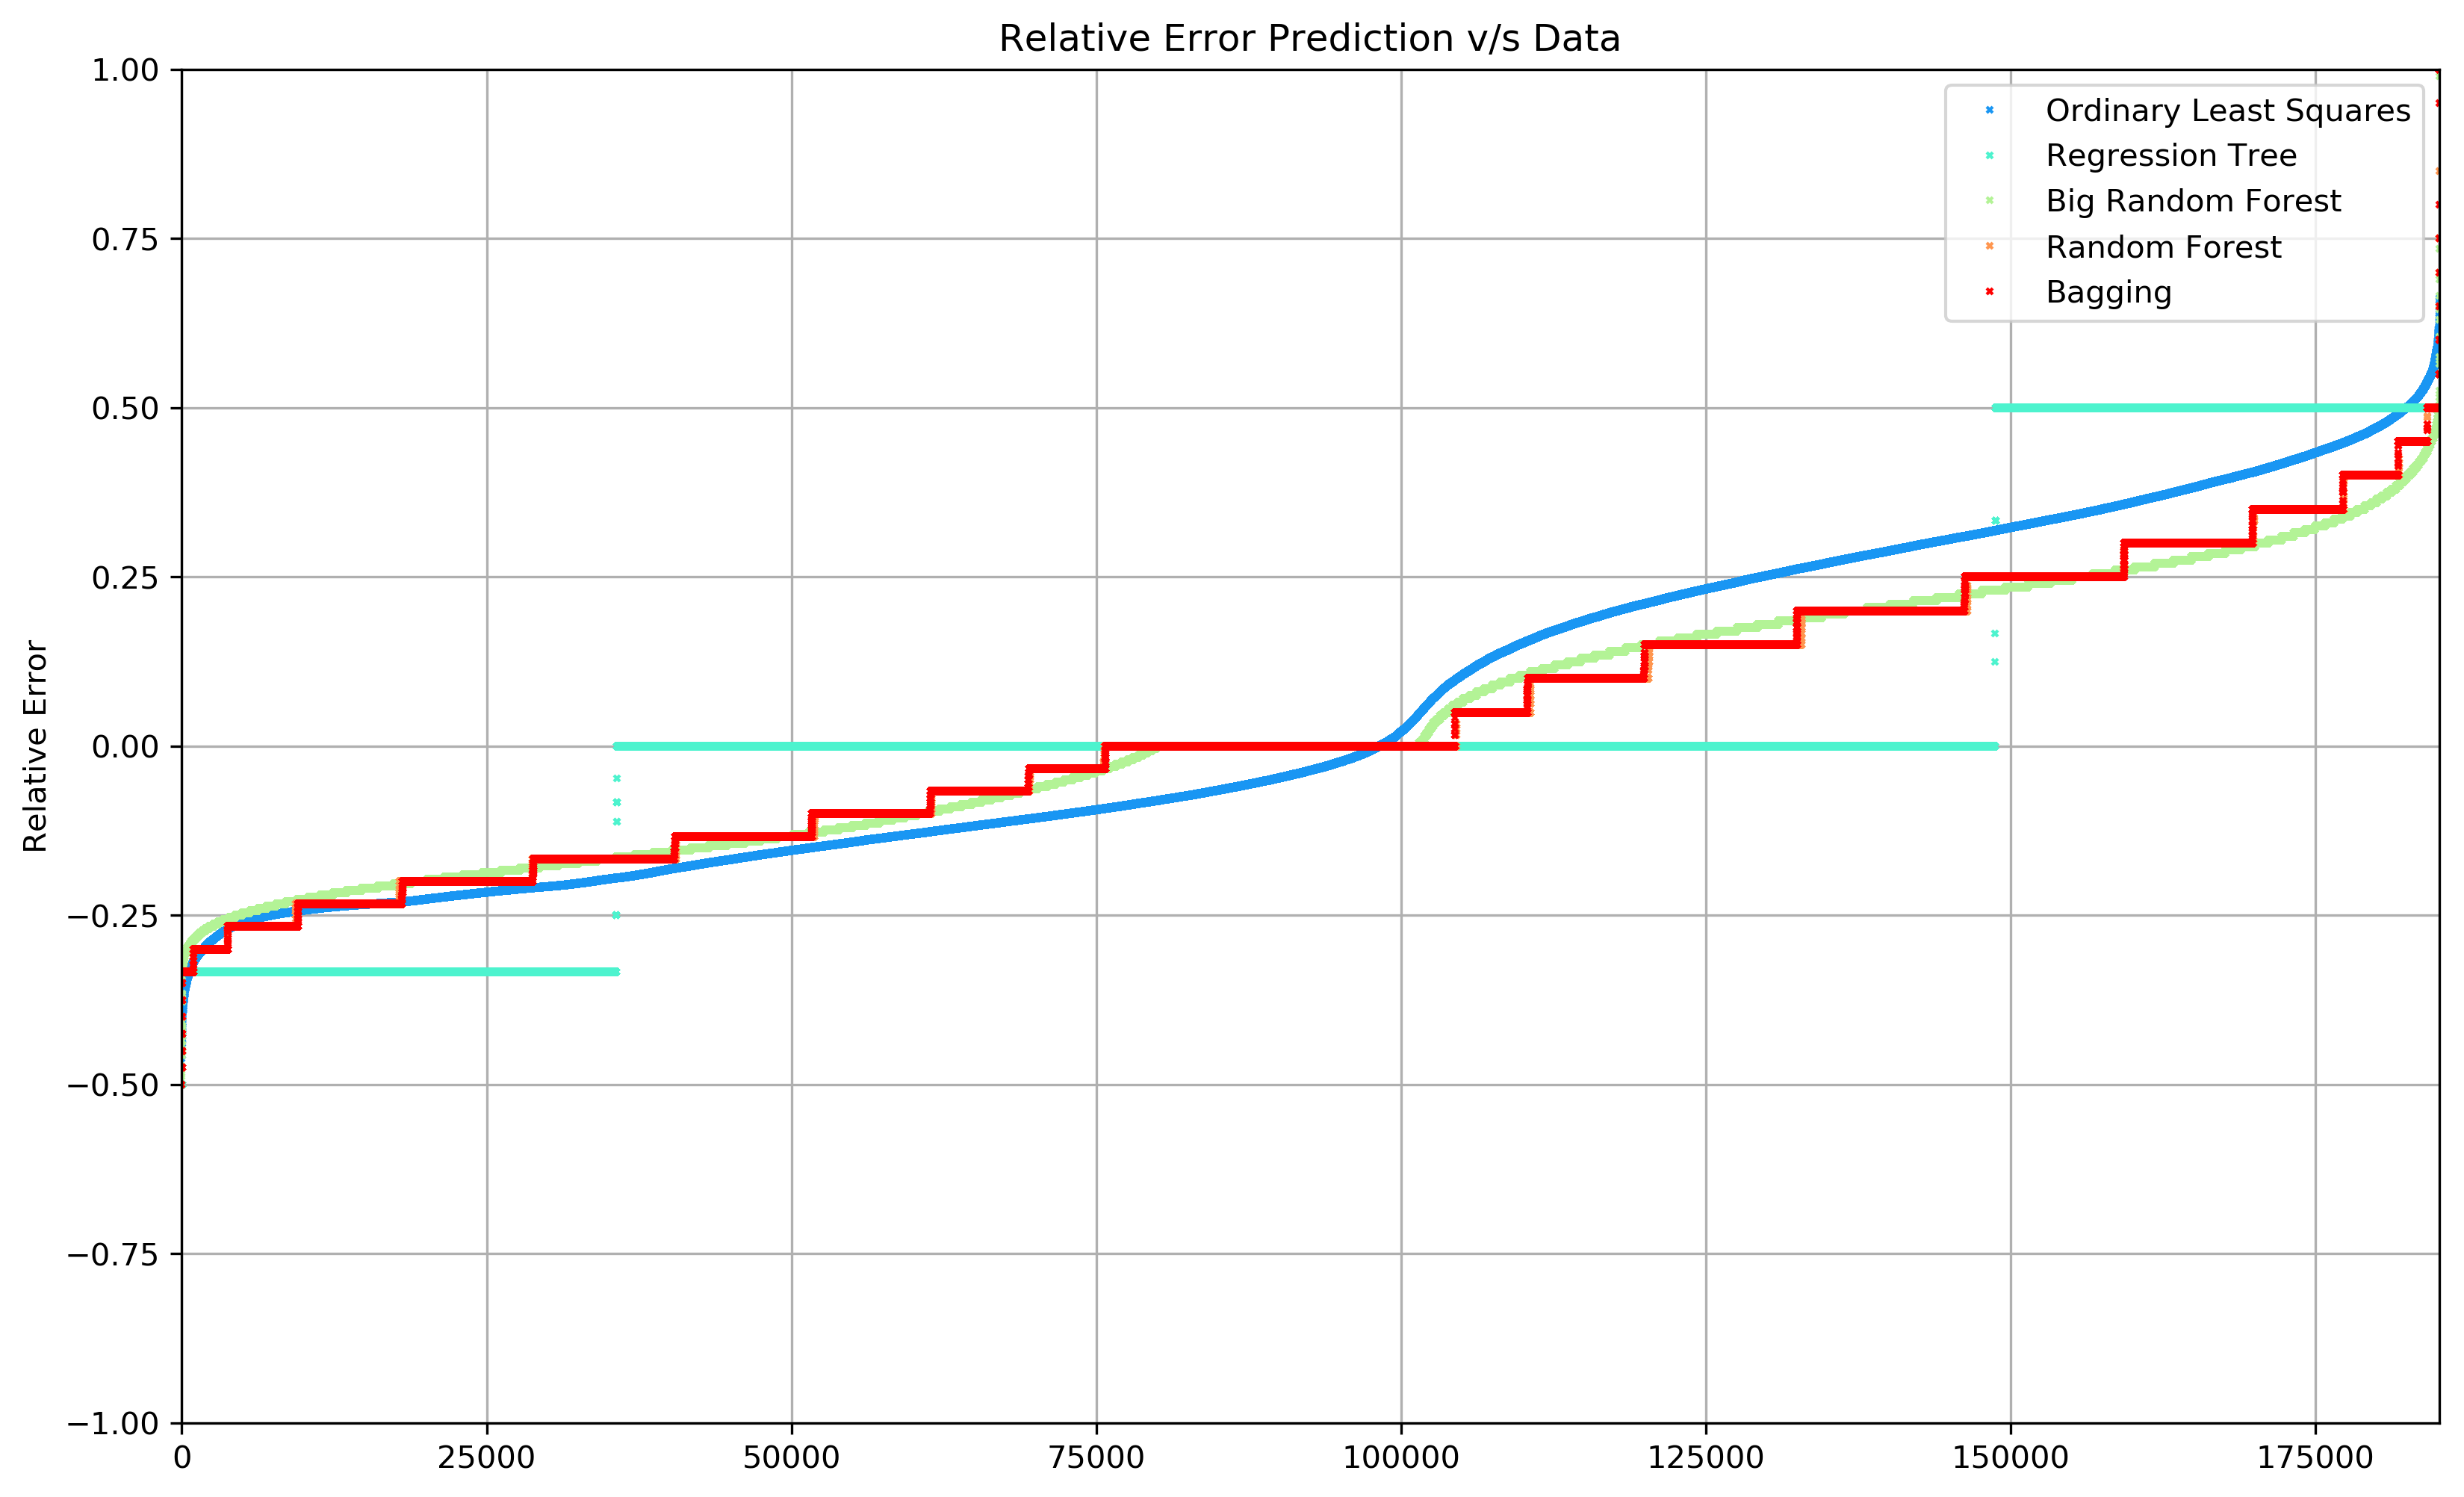 Relative Error Prediction v/s Data
1.00
0.75
0.50
0.25
0.00
−0.25
−0.50
−0.75
−1.00
Relative Error
Ordinary Least Squares
Regression Tree
Big Random Forest
Random Forest
Bagging
0 25000 50000 75000 100000 125000 150000 175000